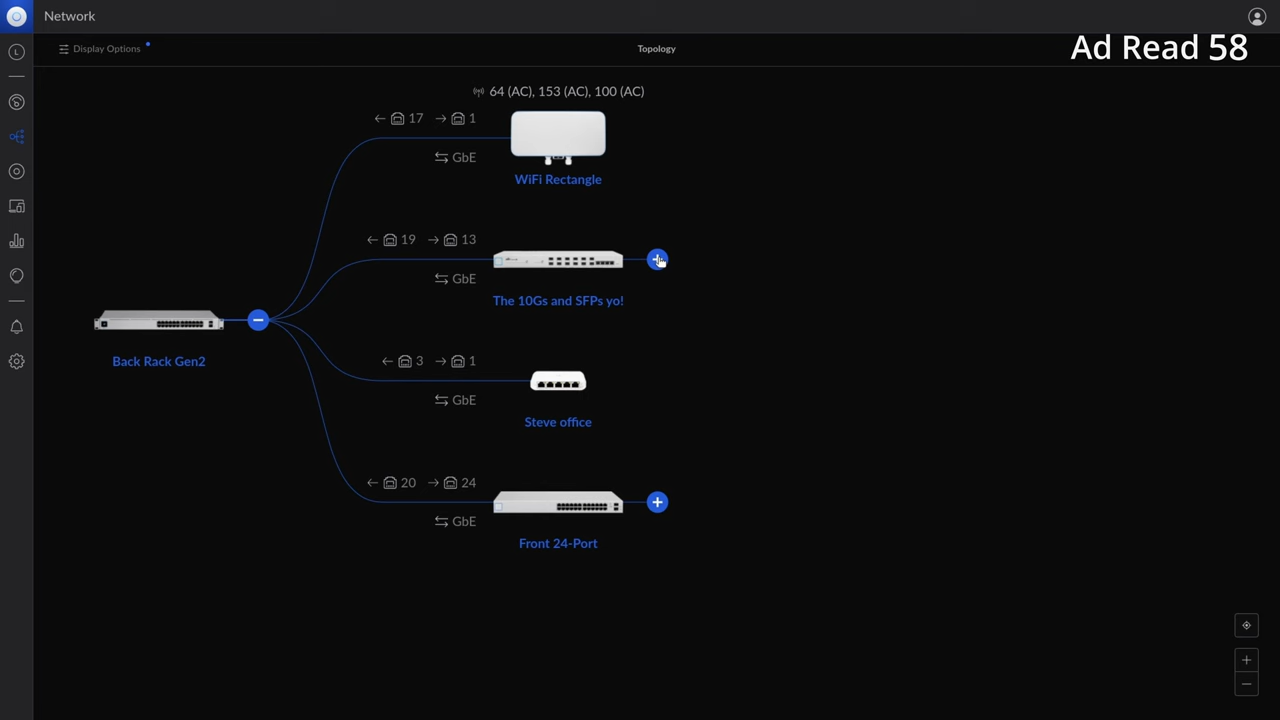 Network
L
Display Options
Topology
Ad Read 58
64 (AC), 153 (AC), 100 (AC)
← 17 → 1
GbE
WiFi Rectangle
← 19 → 13
GbE
The 10Gs and SFPs yo!
Back Rack Gen2
← 3 → 1
GbE
Steve office
← 20 → 24
GbE
Front 24-Port